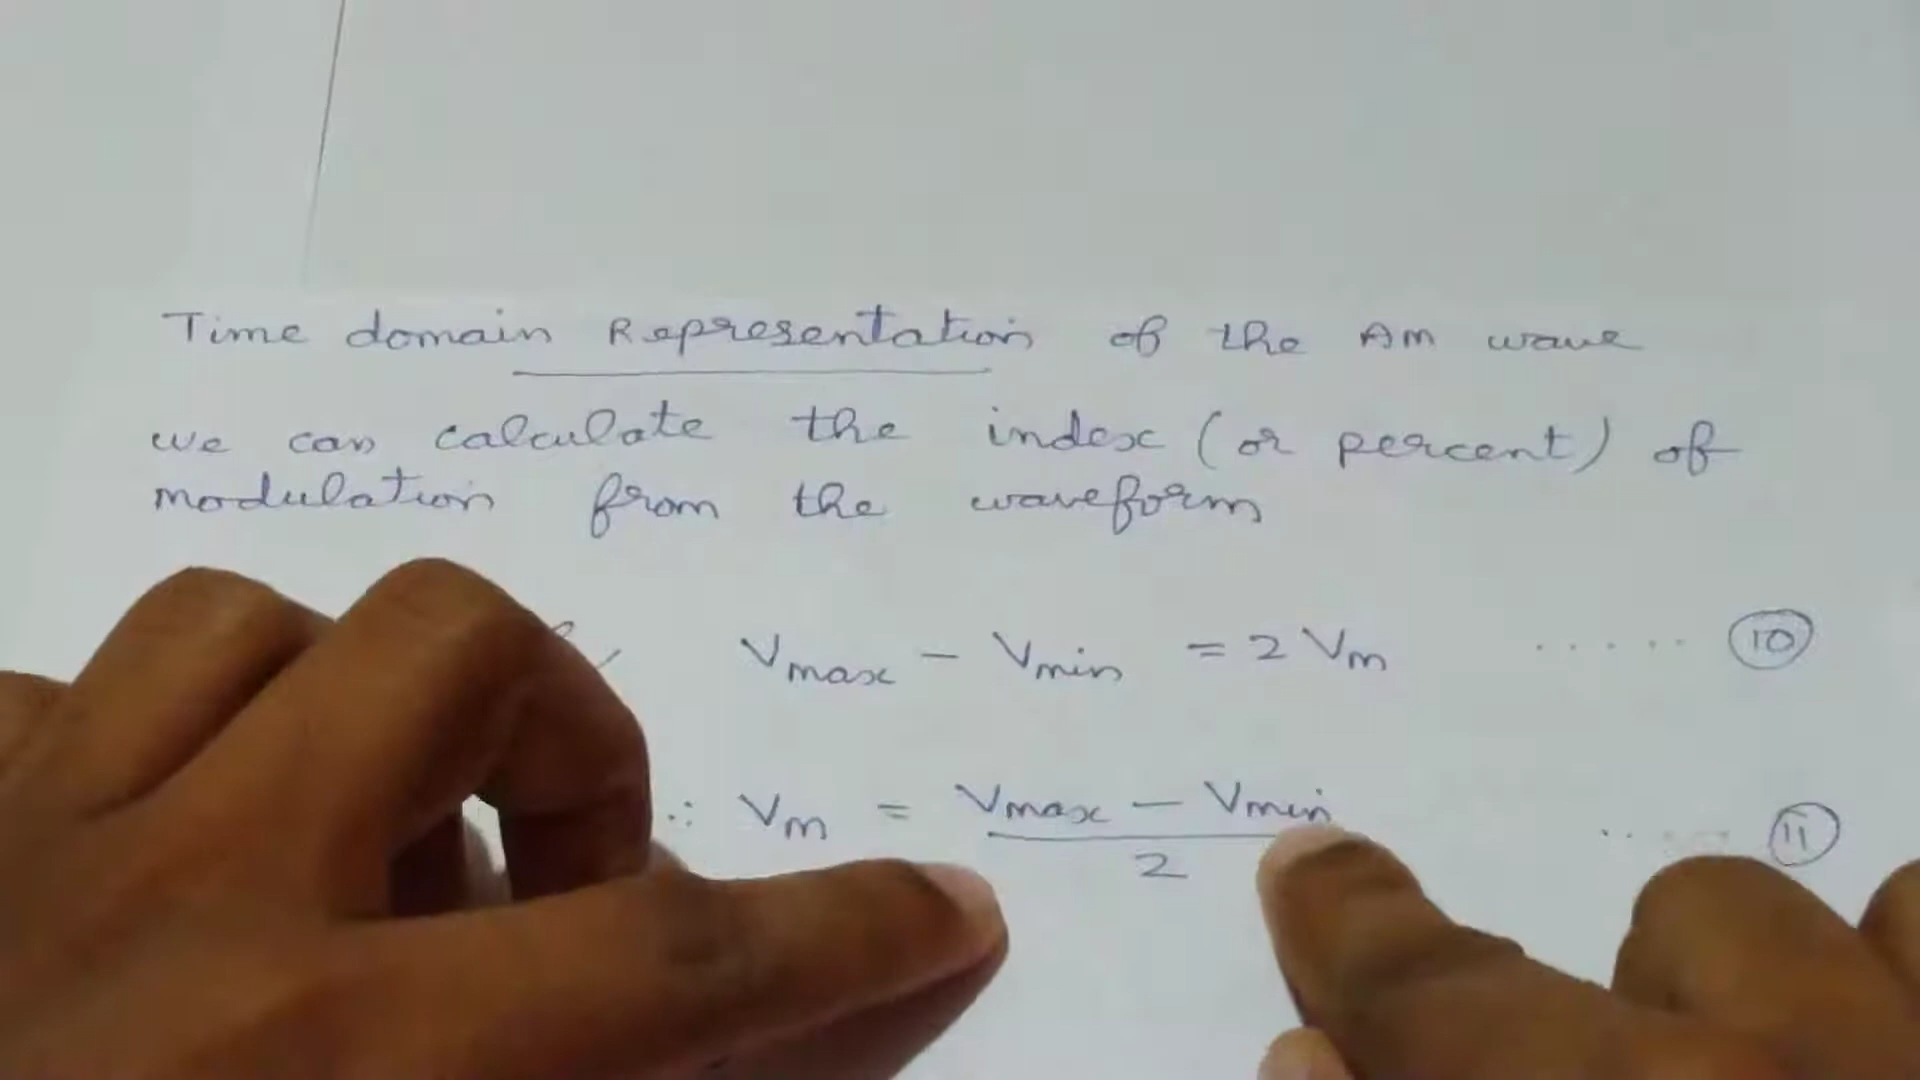 Time domain Representation of the AM wave
we can calculate the index (or percent) of
modulation from the waveform
Vmax - Vmin = 2 Vm ...... 10
∴ Vm = Vmax - Vmin / 2 .. 11